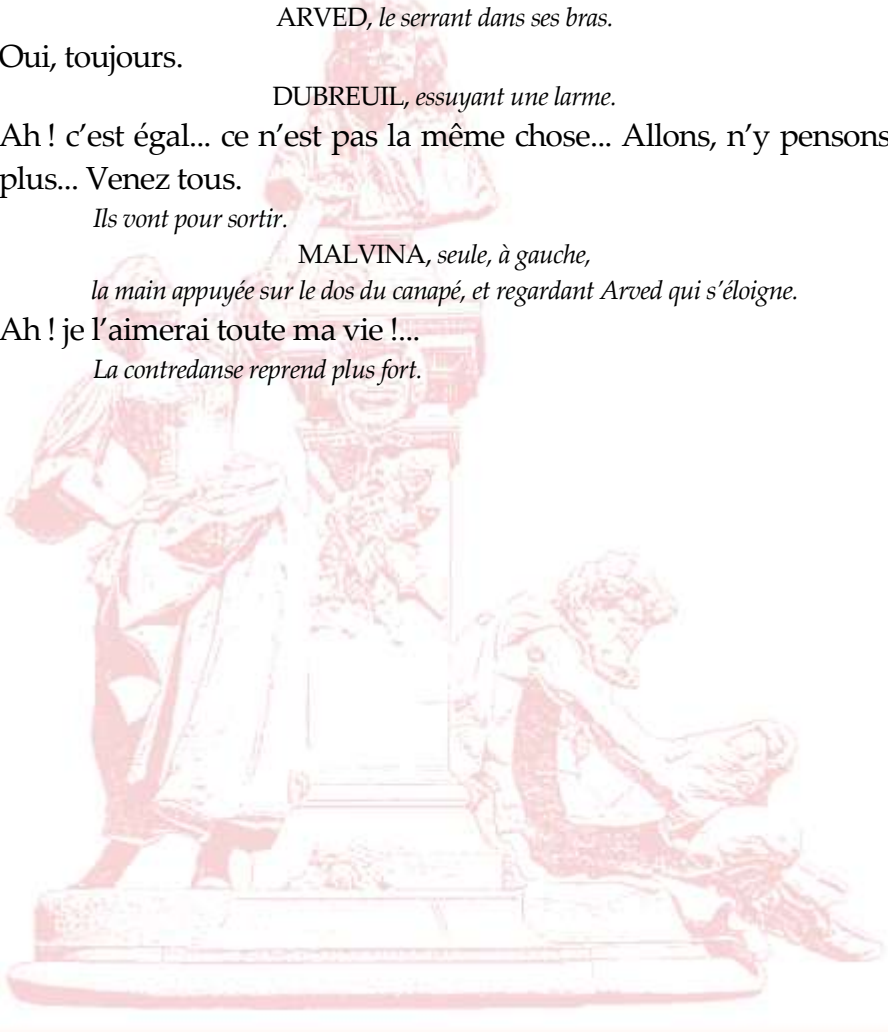 ARVED, le serrant dans ses bras.
Oui, toujours.
DUBREUIL, essuyant une larme.
Ah ! c’est égal... ce n’est pas la même chose... Allons, n’y pensons
plus... Venez tous.
Ils vont pour sortir.
MALVINA, seule, à gauche,
la main appuyée sur le dos du canapé, et regardant Arved qui s’éloigne.
Ah ! je l’aimerai toute ma vie !...
La contredanse reprend plus fort.